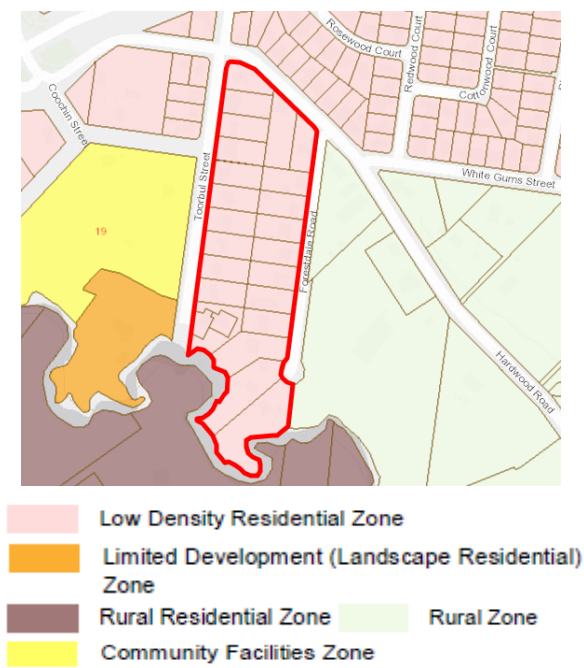 Rosewood Court
Redwood Court
Cottonwood Court
Coochin Street
White Gums Street
Toorbul Street
19
Forestdale Road
Hardwood Road
Low Density Residential Zone
Limited Development (Landscape Residential)
Zone
Rural Residential Zone
Rural Zone
Community Facilities Zone